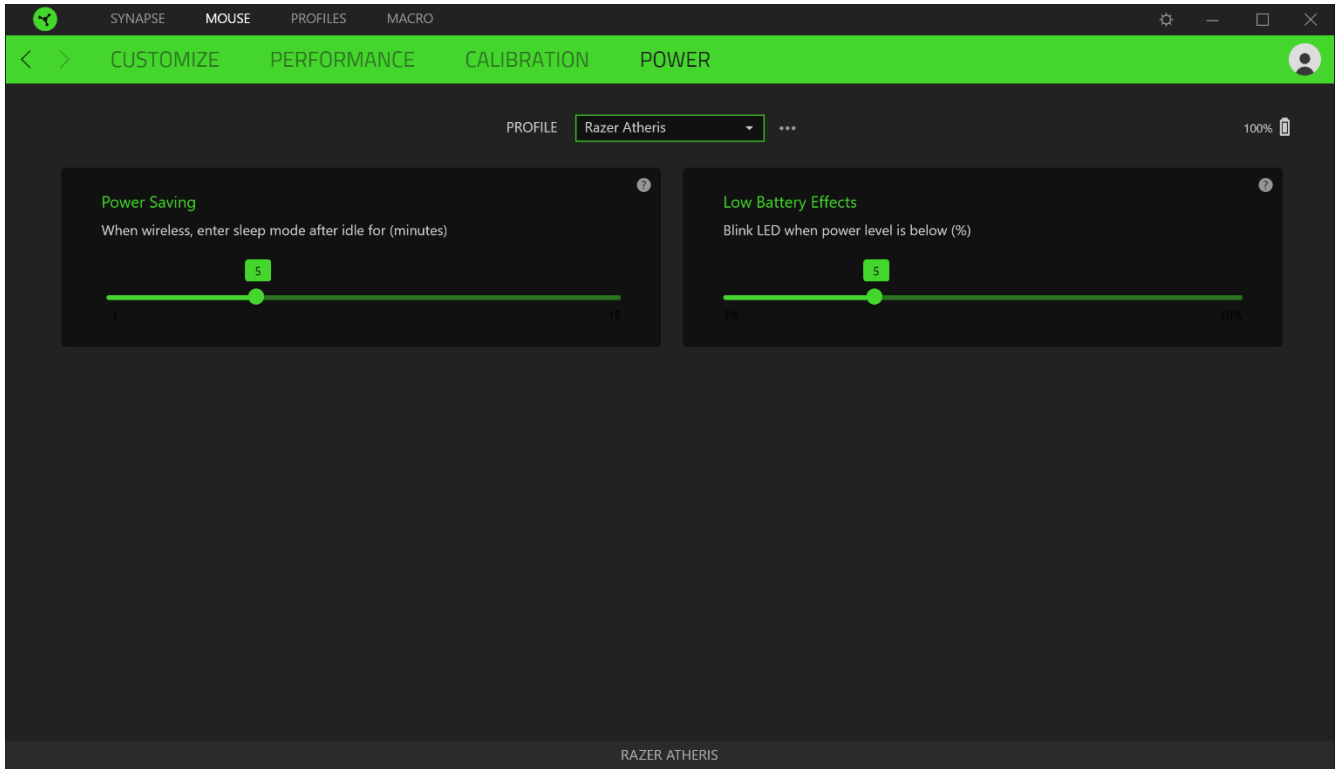 SYNAPSE MOUSE PROFILES MACRO
CUSTOMIZE PERFORMANCE CALIBRATION POWER
PROFILE Razer Atheris 100%
Power Saving
When wireless, enter sleep mode after idle for (minutes)
5
1 15
Low Battery Effects
Blink LED when power level is below (%)
5
3% 10%
RAZER ATHERIS